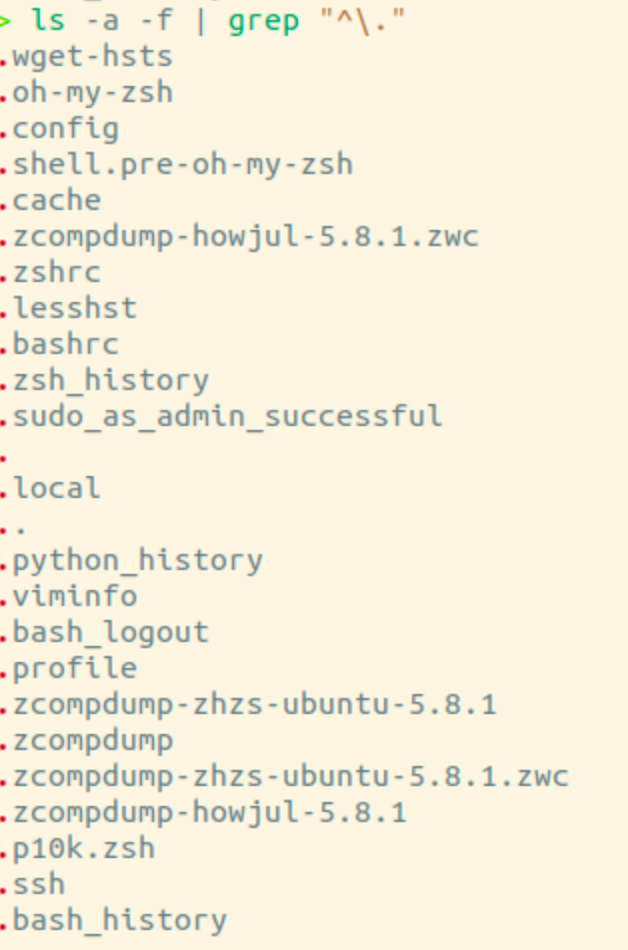 > ls -a -f | grep "^\."
.wget-hsts
.oh-my-zsh
.config
.shell.pre-oh-my-zsh
.cache
.zcompdump-howjul-5.8.1.zwc
.zshrc
.lesshst
.bashrc
.zsh_history
.sudo_as_admin_successful
.
.local
..
.python_history
.viminfo
.bash_logout
.profile
.zcompdump-zhzs-ubuntu-5.8.1
.zcompdump
.zcompdump-zhzs-ubuntu-5.8.1.zwc
.zcompdump-howjul-5.8.1
.p10k.zsh
.ssh
.bash_history